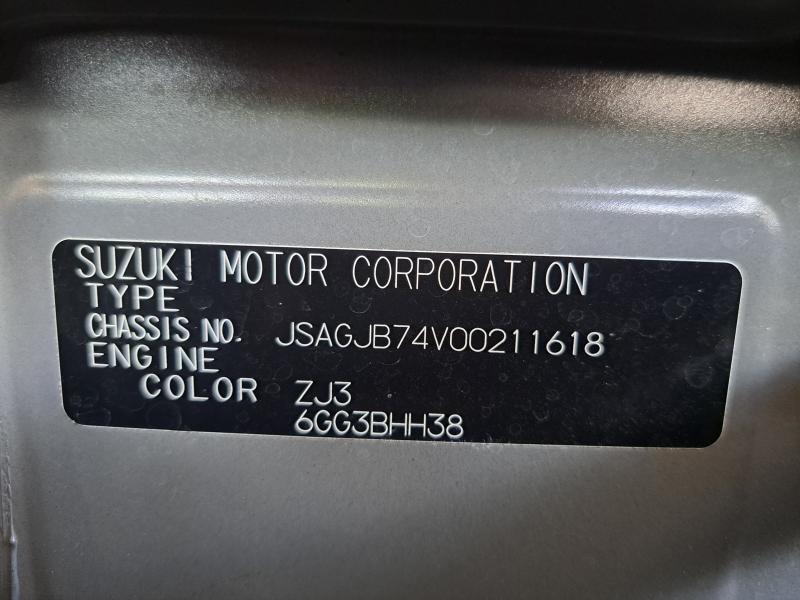 SUZUKI MOTOR CORPORATION
TYPE
CHASSIS NO. JSAGJB74V00211618
ENGINE
COLOR ZJ3
6GG3BHH38